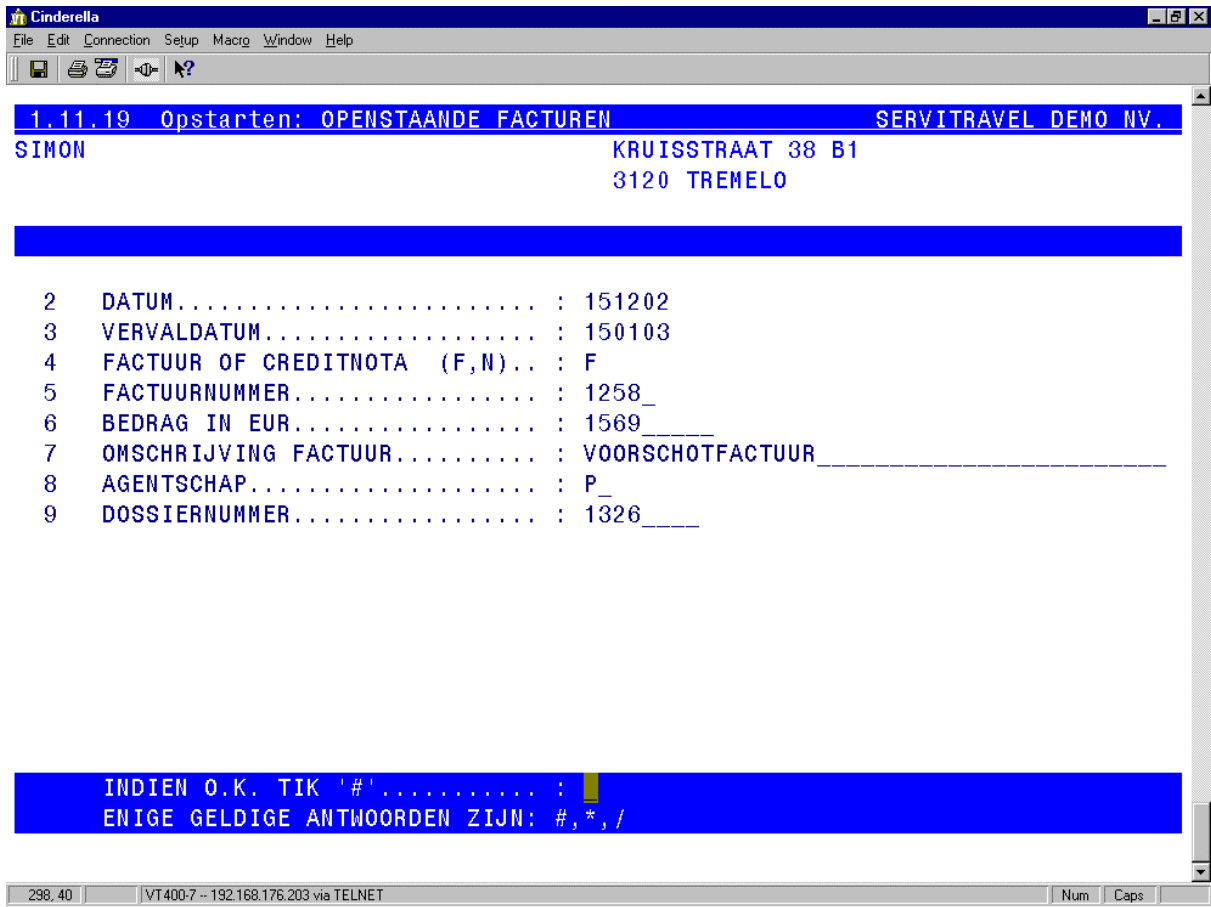 Cinderella
File Edit Connection Setup Macro Window Help
1.11.19 Opstarten: OPENSTAANDE FACTUREN SERVITRAVEL DEMO NV.
SIMON KRUISSTRAAT 38 B1
3120 TREMELO
2 DATUM......................... : 151202
3 VERVALDATUM................... : 150103
4 FACTUUR OF CREDITNOTA (F,N).. : F
5 FACTUURNUMMER................. : 1258_
6 BEDRAG IN EUR................. : 1569_____
7 OMSCHRIJVING FACTUUR.......... : VOORSCHOTFACTUUR________________________
8 AGENTSCHAP.................... : P_
9 DOSSIERNUMMER................. : 1326____
INDIEN O.K. TIK '#'........... : _
ENIGE GELDIGE ANTWOORDEN ZIJN: #,*,/
298, 40 VT400-7 -- 192.168.176.203 via TELNET Num Caps